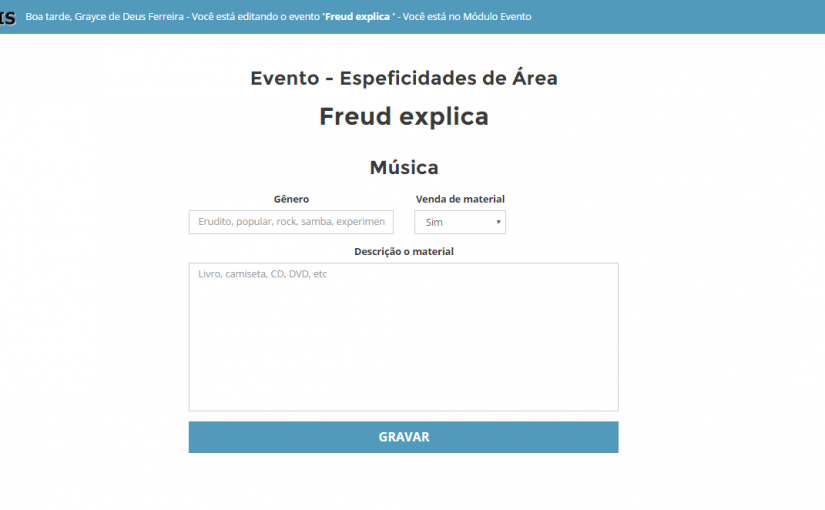 IS Boa tarde, Grayce de Deus Ferreira - Você está editando o evento 'Freud explica ' - Você está no Módulo Evento
Evento - Espeficidades de Área
Freud explica
Música
Gênero Venda de material
Erudito, popular, rock, samba, experimen Sim
Descrição o material
Livro, camiseta, CD, DVD, etc
GRAVAR